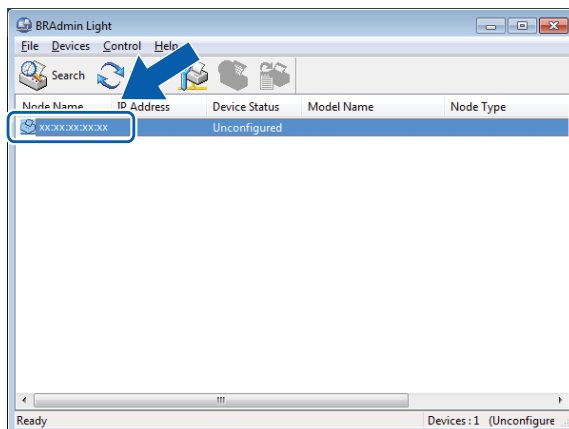 BRAdmin Light
File Devices Control Help
Search
Node Name IP Address Device Status Model Name Node Type
xx:xx:xx:xx:xx Unconfigured
Ready Devices : 1 (Unconfigure